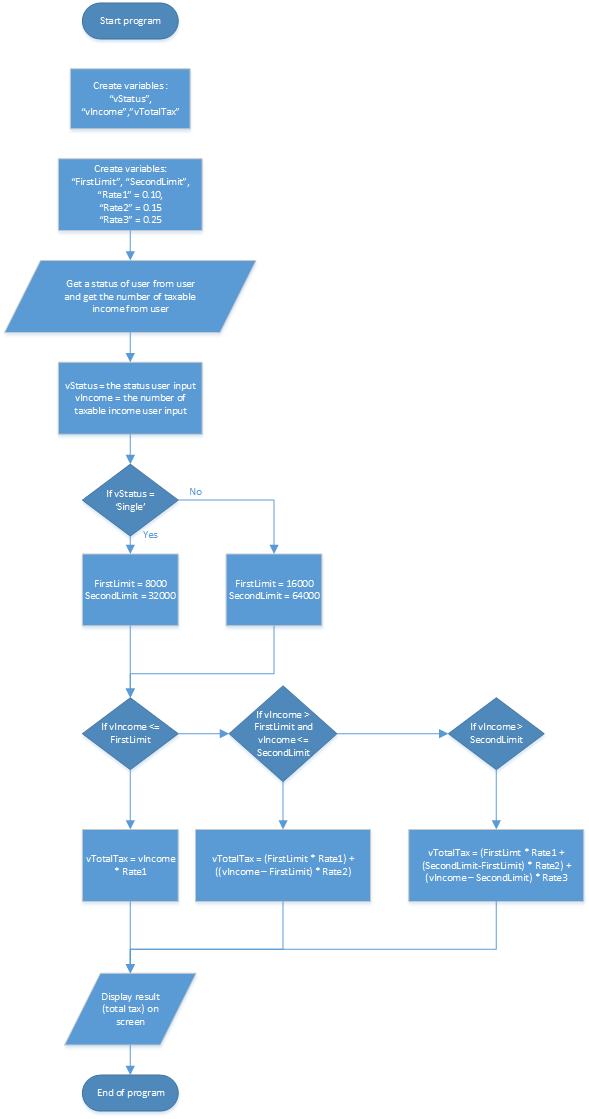 Start program
Create variables :
“vStatus”,
“vIncome”,”vTotalTax”
Create variables:
“FirstLimit”, “SecondLimit”,
“Rate1” = 0.10,
“Rate2” = 0.15
“Rate3” = 0.25
Get a status of user from user
and get the number of taxable
income from user
vStatus = the status user input
vIncome = the number of
taxable income user input
If vStatus =
‘Single’
No
Yes
FirstLimit = 8000
SecondLimit = 32000
FirstLimit = 16000
SecondLimit = 64000
If vIncome <=
FirstLimit
If vIncome >
FirstLimit and
vIncome <=
SecondLimit
If vIncome >
SecondLimit
vTotalTax = vIncome
* Rate1
vTotalTax = (FirstLimit * Rate1) +
((vIncome – FirstLimit) * Rate2)
vTotalTax = (FirstLimt * Rate1 +
(SecondLimit-FirstLimit) * Rate2) +
(vIncome – SecondLimit) * Rate3
Display result
(total tax) on
screen
End of program